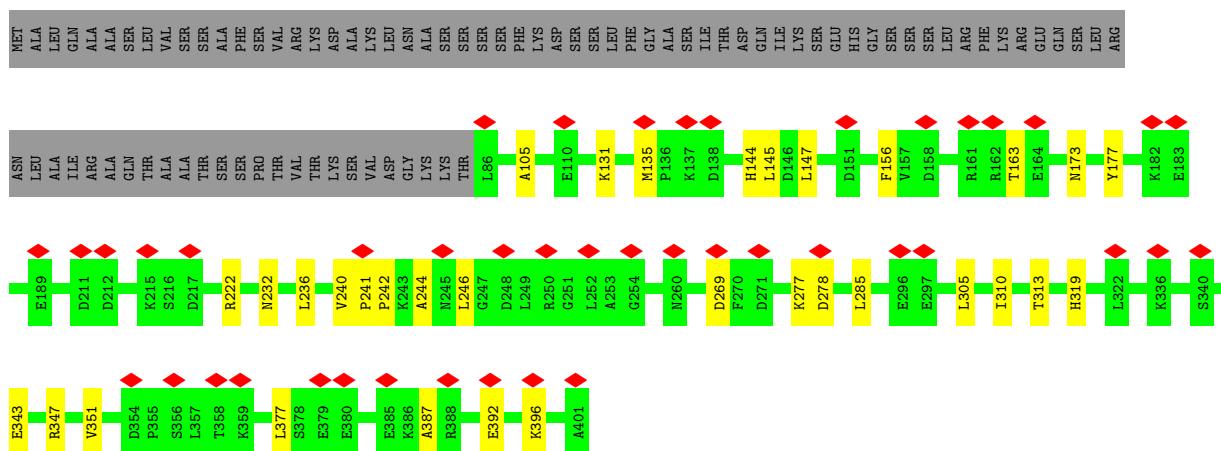 MET ALA LEU GLN ALA ALA SER LEU VAL SER SER ALA PHE SER VAL ARG LYS ASP ALA LYS LEU ASN ALA SER SER SER SER PHE LYS ASP SER SER LEU PHE GLY ALA SER ILE THR ASP GLN ILE LYS SER GLU HIS GLY SER SER SER LEU ARG PHE LYS ARG GLU GLN SER LEU ARG
ASN LEU ALA ILE ARG ALA GLN THR ALA ALA THR SER SER PRO THR VAL THR LYS SER VAL ASP GLY LYS LYS THR L86 A105 E110 K131 M135 P136 K137 D138 H144 L145 D146 L147 D151 F156 V157 D158 R161 R162 T163 E164 N173 Y177 K182 E183
E189 D211 D212 K215 S216 D217 R222 N232 L236 V240 P241 P242 K243 A244 N245 L246 G247 D248 L249 R250 G251 L252 A253 G254 N260 D269 F270 D271 K277 D278 L285 E296 E297 L305 I310 T313 H319 L322 K336 S340
E343 R347 V351 D354 P355 S356 L357 T358 K359 L377 S378 E379 E380 E385 K386 A387 R388 E392 K396 A401